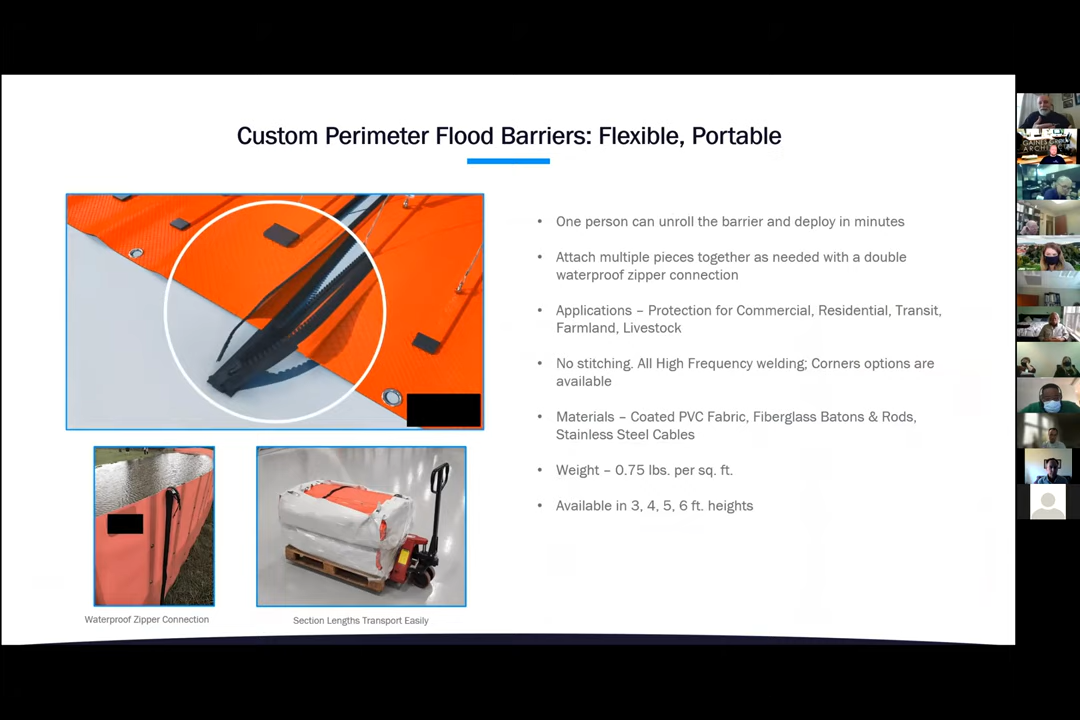 Custom Perimeter Flood Barriers: Flexible, Portable
• One person can unroll the barrier and deploy in minutes
• Attach multiple pieces together as needed with a double
waterproof zipper connection
• Applications – Protection for Commercial, Residential, Transit,
Farmland, Livestock
• No stitching. All High Frequency welding; Corners options are
available
• Materials – Coated PVC Fabric, Fiberglass Batons & Rods,
Stainless Steel Cables
• Weight – 0.75 lbs. per sq. ft.
• Available in 3, 4, 5, 6 ft. heights
Waterproof Zipper Connection
Section Lengths Transport Easily
GAINES GRO